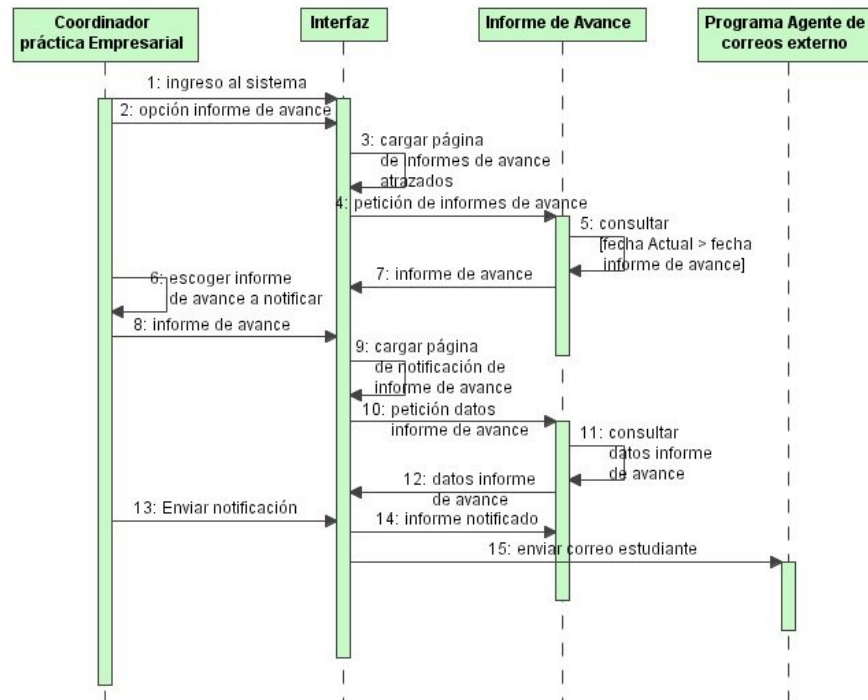 Coordinador
práctica Empresarial
Interfaz
Informe de Avance
Programa Agente de
correos externo
1: ingreso al sistema
2: opción informe de avance
3: cargar página
de informes de avance
atrazados
4: petición de informes de avance
5: consultar
[fecha Actual > fecha
informe de avance]
7: informe de avance
6: escoger informe
de avance a notificar
8: informe de avance
9: cargar página
de notificación de
informe de avance
10: petición datos
informe de avance
11: consultar
datos informe
de avance
12: datos informe
de avance
13: Enviar notificación
14: informe notificado
15: enviar correo estudiante